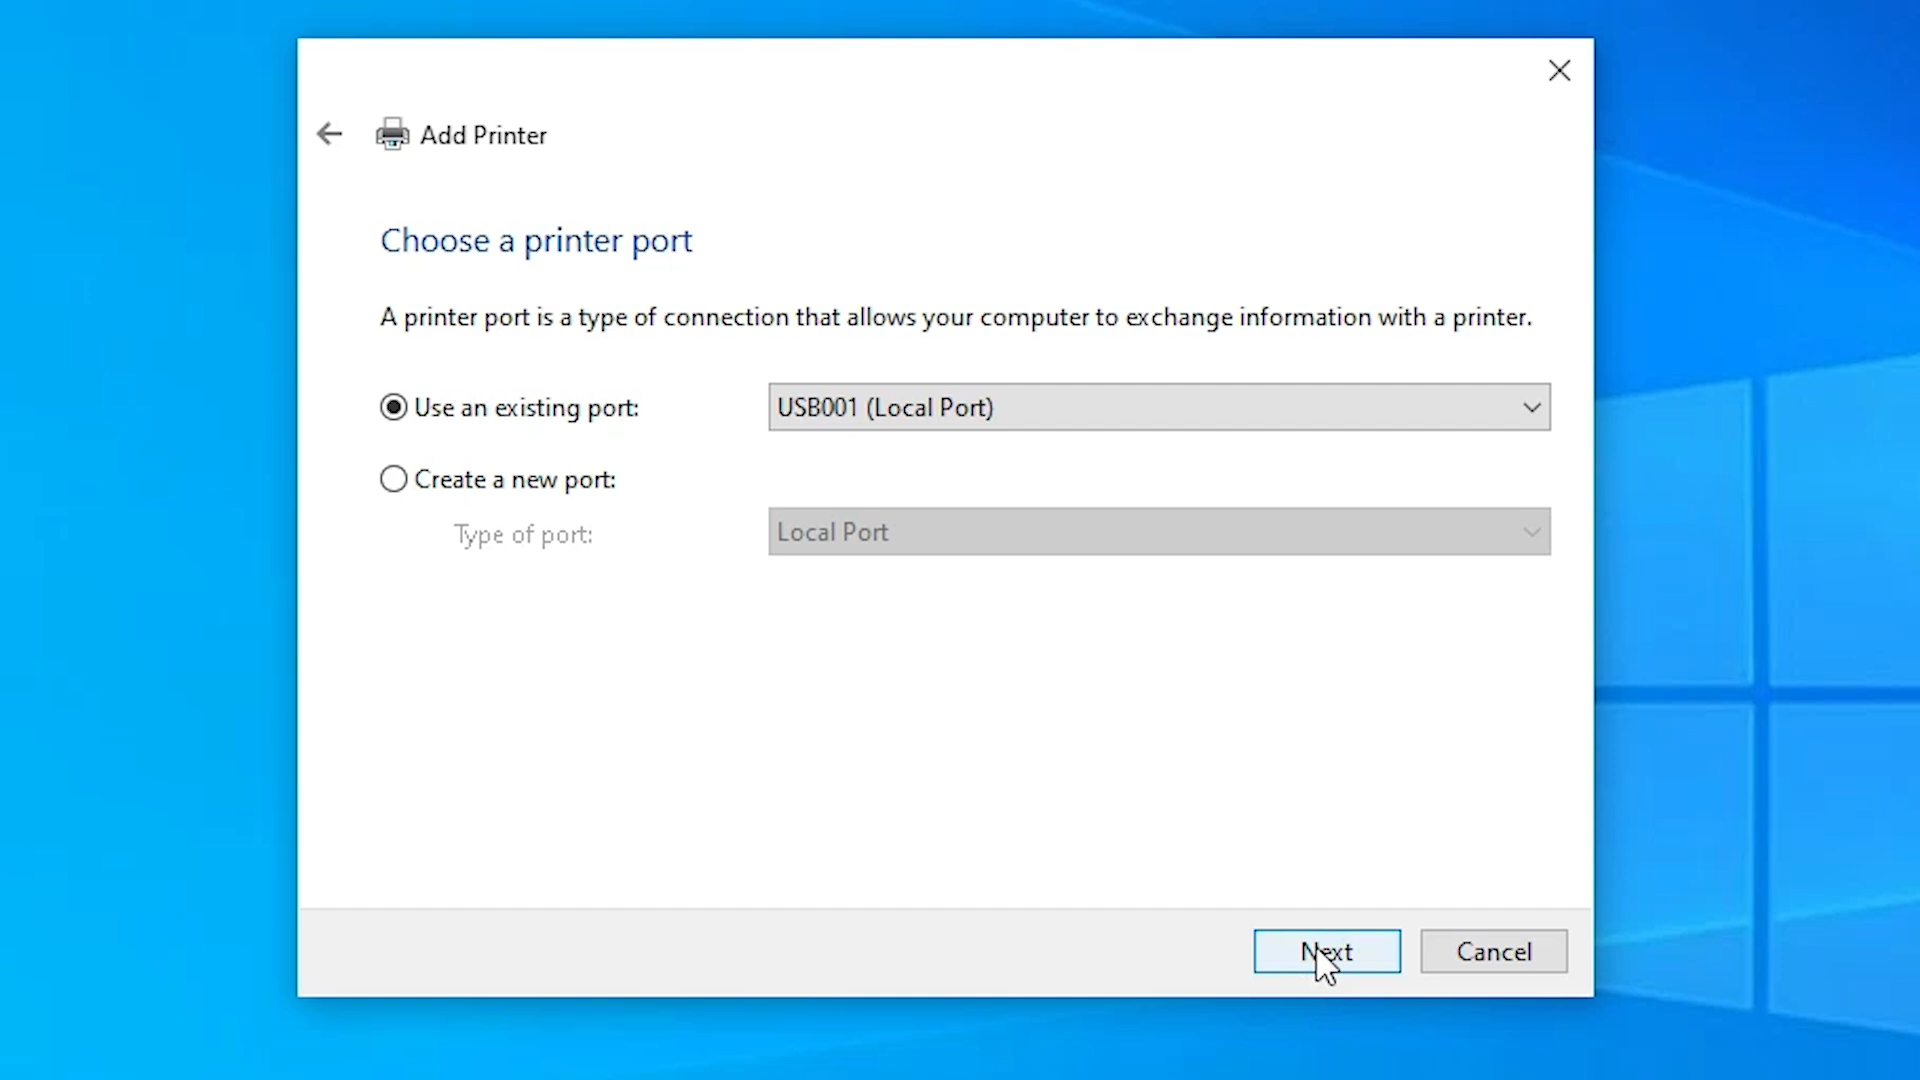 Add Printer
Choose a printer port
A printer port is a type of connection that allows your computer to exchange information with a printer.
Use an existing port: USB001 (Local Port)
Create a new port:
Type of port: Local Port
Next Cancel